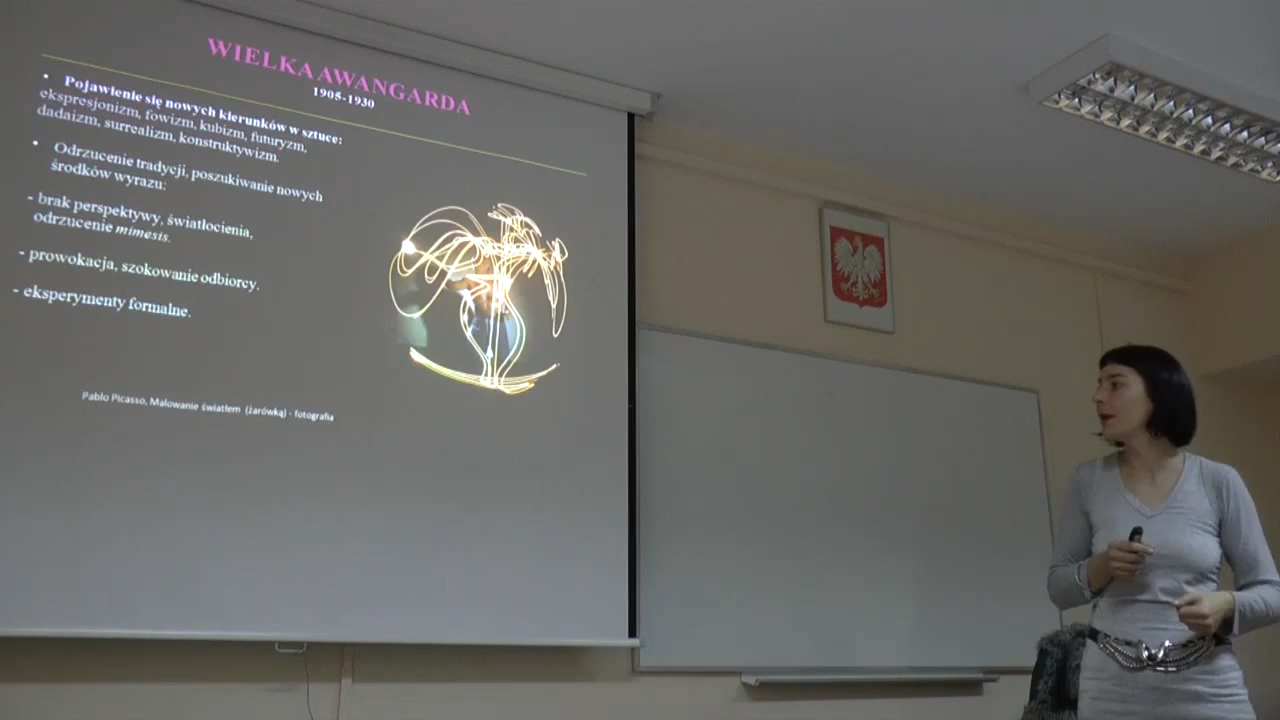 WIELKA AWANGARDA
1905-1930
• Pojawienie się nowych kierunków w sztuce:
ekspresjonizm, fowizm, kubizm, futuryzm,
dadaizm, surrealizm, konstruktywizm.
• Odrzucenie tradycji, poszukiwanie nowych
środków wyrazu:
- brak perspektywy, światłocienia,
odrzucenie mimesis,
- prowokacja, szokowanie odbiorcy,
- eksperymenty formalne.
Pablo Picasso, Malowanie światłem (żarówką) - fotografia